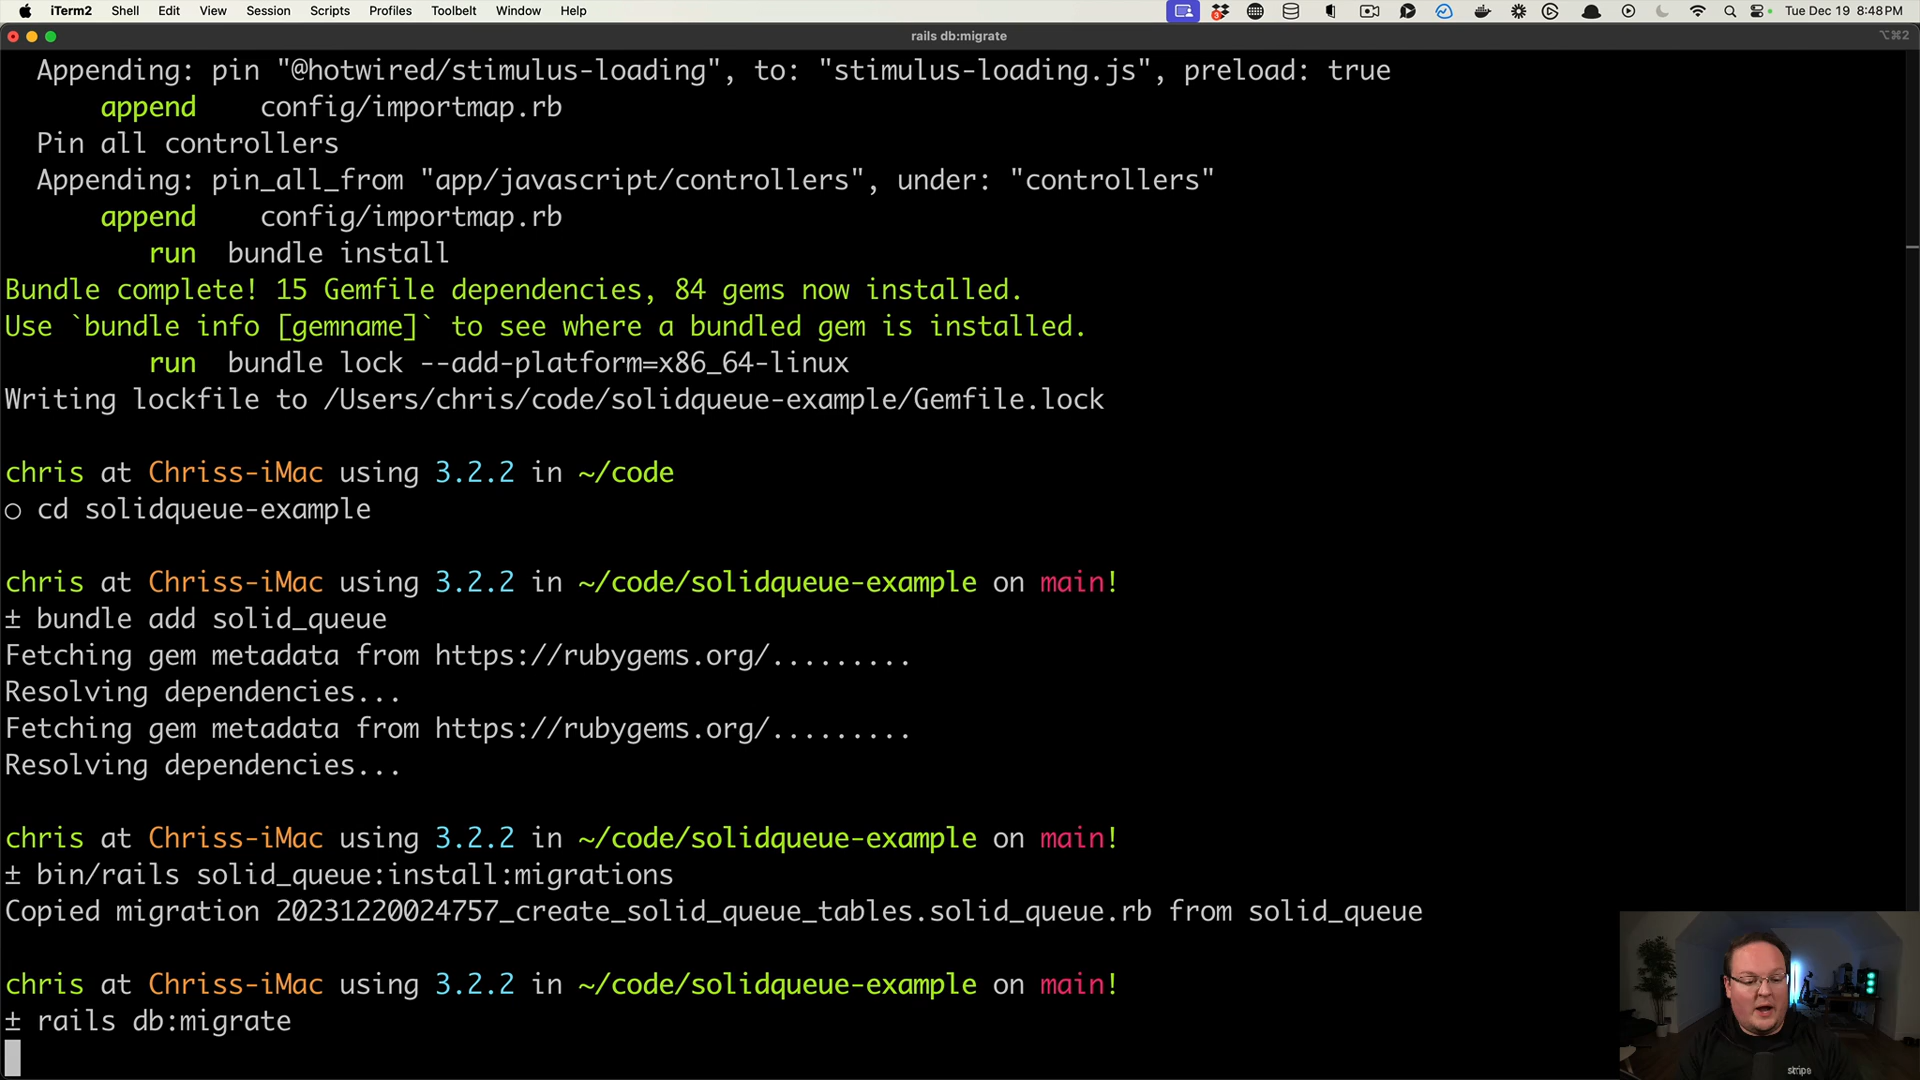 iTerm2 Shell Edit View Session Scripts Profiles Toolbelt Window Help Tue Dec 19 8:48 PM
rails db:migrate ⌥⌘2
Appending: pin "@hotwired/stimulus-loading", to: "stimulus-loading.js", preload: true
append config/importmap.rb
Pin all controllers
Appending: pin_all_from "app/javascript/controllers", under: "controllers"
append config/importmap.rb
run bundle install
Bundle complete! 15 Gemfile dependencies, 84 gems now installed.
Use `bundle info [gemname]` to see where a bundled gem is installed.
run bundle lock --add-platform=x86_64-linux
Writing lockfile to /Users/chris/code/solidqueue-example/Gemfile.lock
chris at Chriss-iMac using 3.2.2 in ~/code
○ cd solidqueue-example
chris at Chriss-iMac using 3.2.2 in ~/code/solidqueue-example on main!
± bundle add solid_queue
Fetching gem metadata from https://rubygems.org/.........
Resolving dependencies...
Fetching gem metadata from https://rubygems.org/.........
Resolving dependencies...
chris at Chriss-iMac using 3.2.2 in ~/code/solidqueue-example on main!
± bin/rails solid_queue:install:migrations
Copied migration 20231220024757_create_solid_queue_tables.solid_queue.rb from solid_queue
chris at Chriss-iMac using 3.2.2 in ~/code/solidqueue-example on main!
± rails db:migrate
stripe